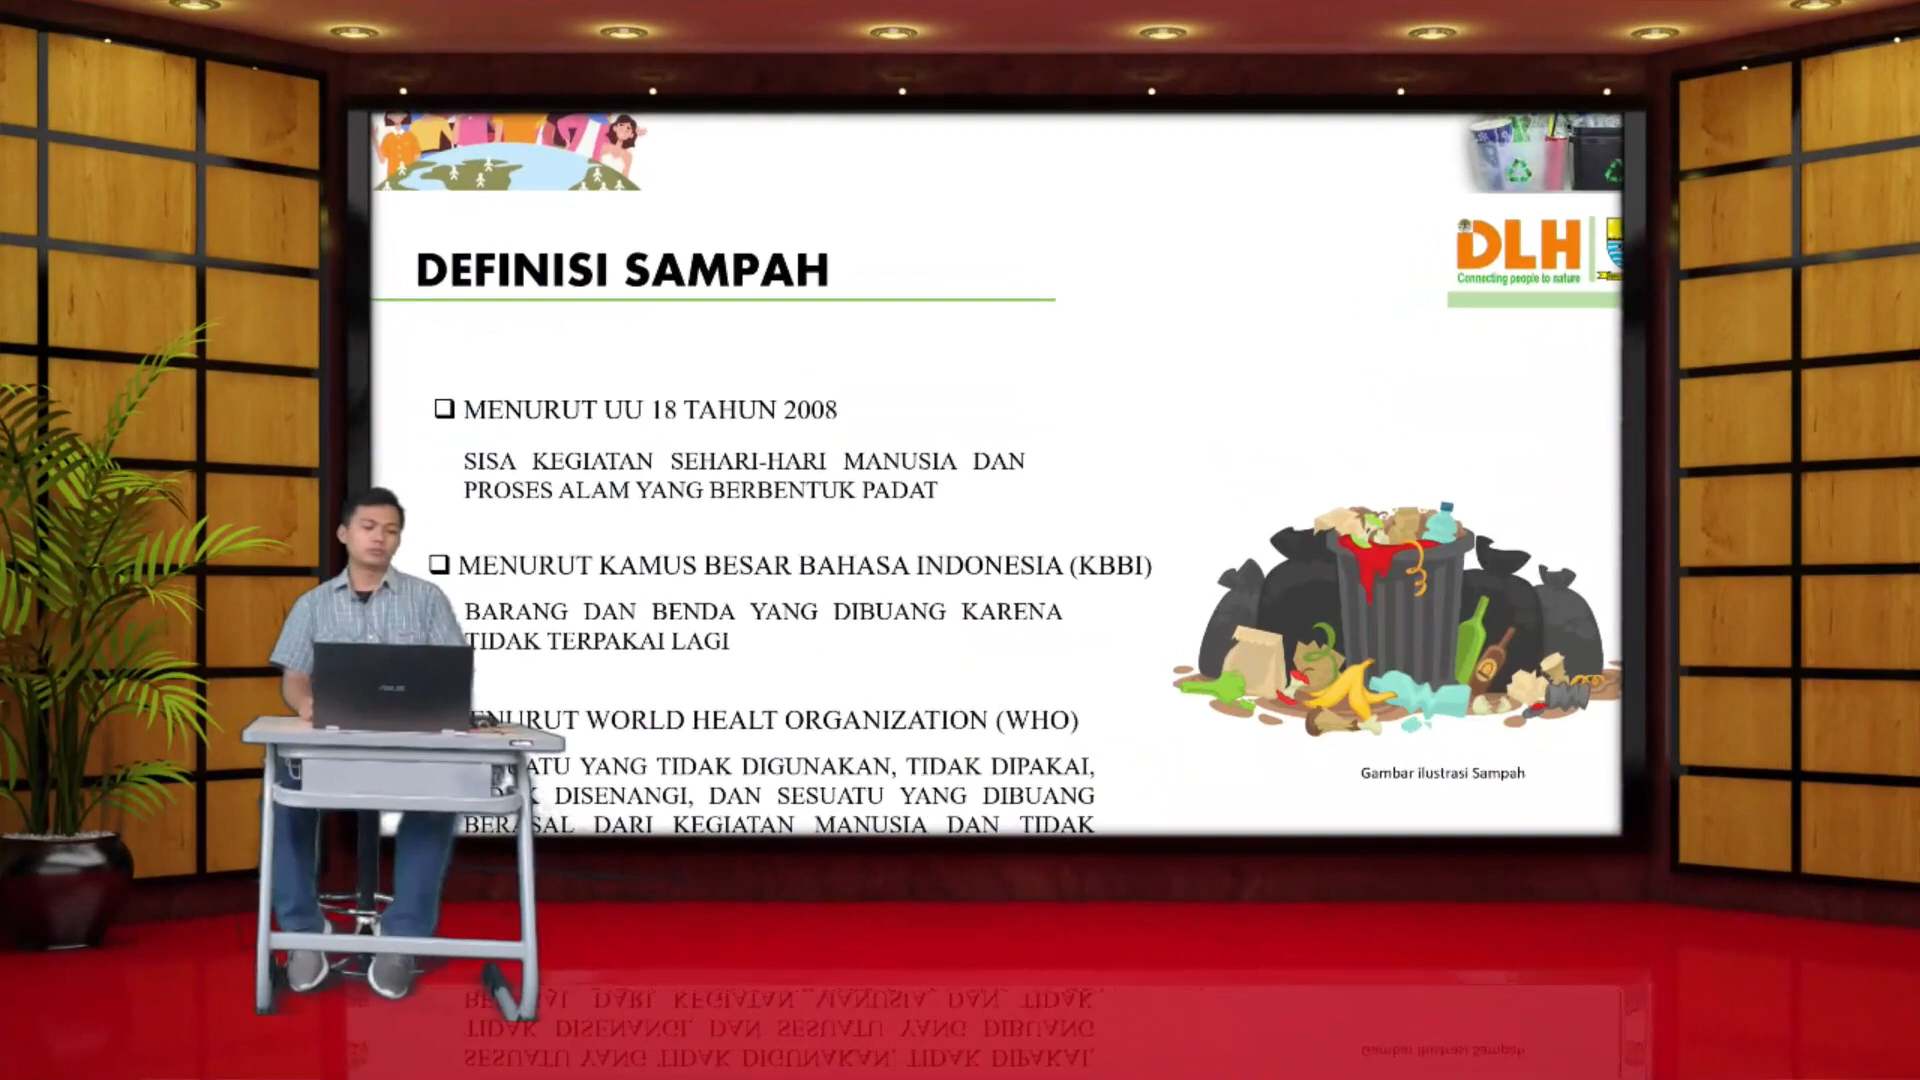 DLH
Connecting people to nature
DEFINISI SAMPAH
MENURUT UU 18 TAHUN 2008
SISA KEGIATAN SEHARI-HARI MANUSIA DAN
PROSES ALAM YANG BERBENTUK PADAT
MENURUT KAMUS BESAR BAHASA INDONESIA (KBBI)
BARANG DAN BENDA YANG DIBUANG KARENA
TIDAK TERPAKAI LAGI
WORLD HEALT ORGANIZATION (WHO)
YANG TIDAK DIGUNAKAN, TIDAK DIPAKAI,
DISENANGI, DAN SESUATU YANG DIBUANG
BERASAL DARI KEGIATAN MANUSIA DAN TIDAK
Gambar ilustrasi Sampah
ASUS